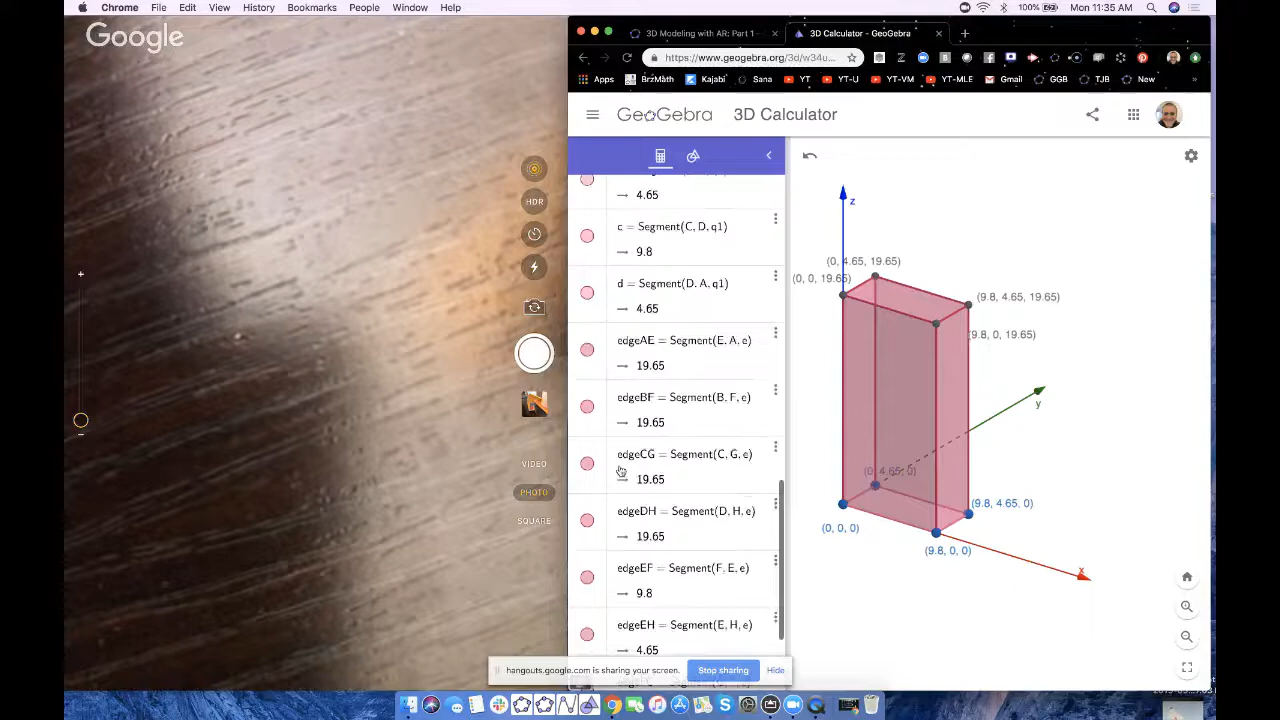 Chrome File Edit View History Bookmarks People Window Help
100% Mon 11:35 AM
Google
3D Modeling with AR: Part 1 -
3D Calculator - GeoGebra
https://www.geogebra.org/3d/w34u...
Apps BrzMath Kajabi Sana YT YT-U YT-VM YT-MLE Gmail GGB TJB New »
GeoGebra 3D Calculator
→ 4.65
c = Segment(C, D, q1)
→ 9.8
d = Segment(D, A, q1)
→ 4.65
edgeAE = Segment(E, A, e)
→ 19.65
edgeBF = Segment(B, F, e)
→ 19.65
edgeCG = Segment(C, G, e)
→ 19.65
edgeDH = Segment(D, H, e)
→ 19.65
edgeEF = Segment(F, E, e)
→ 9.8
edgeEH = Segment(E, H, e)
→ 4.65
z
(0, 4.65, 19.65)
(0, 0, 19.65)
(9.8, 4.65, 19.65)
(9.8, 0, 19.65)
y
(0, 4.65, 0)
(9.8, 4.65, 0)
(0, 0, 0)
(9.8, 0, 0)
x
HDR
VIDEO
PHOTO
SQUARE
hangouts.google.com is sharing your screen. Stop sharing Hide